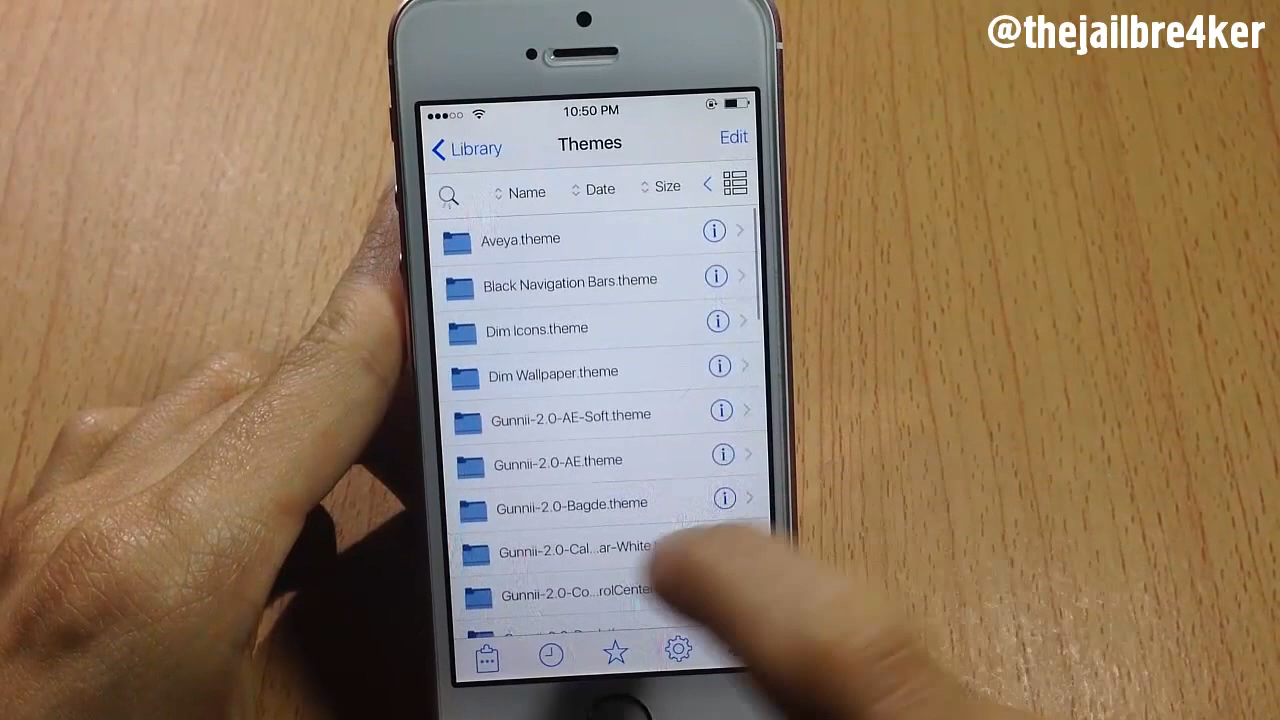 @thejailbre4ker
10:50 PM
Library
Themes
Edit
Name
Date
Size
Aveya.theme
Black Navigation Bars.theme
Dim Icons.theme
Dim Wallpaper.theme
Gunnii-2.0-AE-Soft.theme
Gunnii-2.0-AE.theme
Gunnii-2.0-Bagde.theme
Gunnii-2.0-Cal...ar-White
Gunnii-2.0-Co...rolCenter